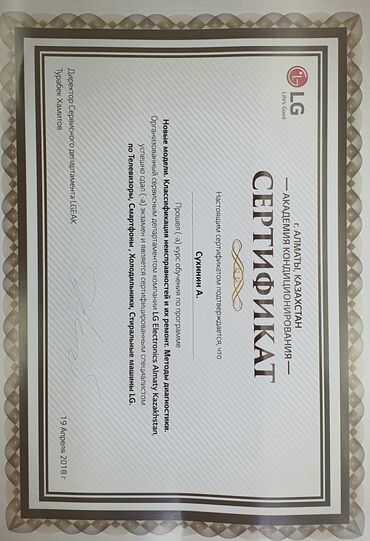 LG
Life's Good
г. АЛМАТЫ, КАЗАХСТАН
АКАДЕМИЯ КОНДИЦИОНИРОВАНИЯ
СЕРТИФИКАТ
Настоящим сертификатом подтверждается, что
Сухинин А.
Прошел (-а) курс обучения по программе
Новые модели. Классификация неисправностей и их ремонт. Методы диагностики.
Организованный сервисным департаментом компании LG Electronics Almaty Kazakhstan,
успешно сдал (-а) экзамен и является сертифицированным специалистом
по Телевизоры, Смартфоны , Холодильники, Стиральные машины LG.
Директор Сервисного департамента (LGEAK)
Турабек Хамитов
19 Апреля 2018 г